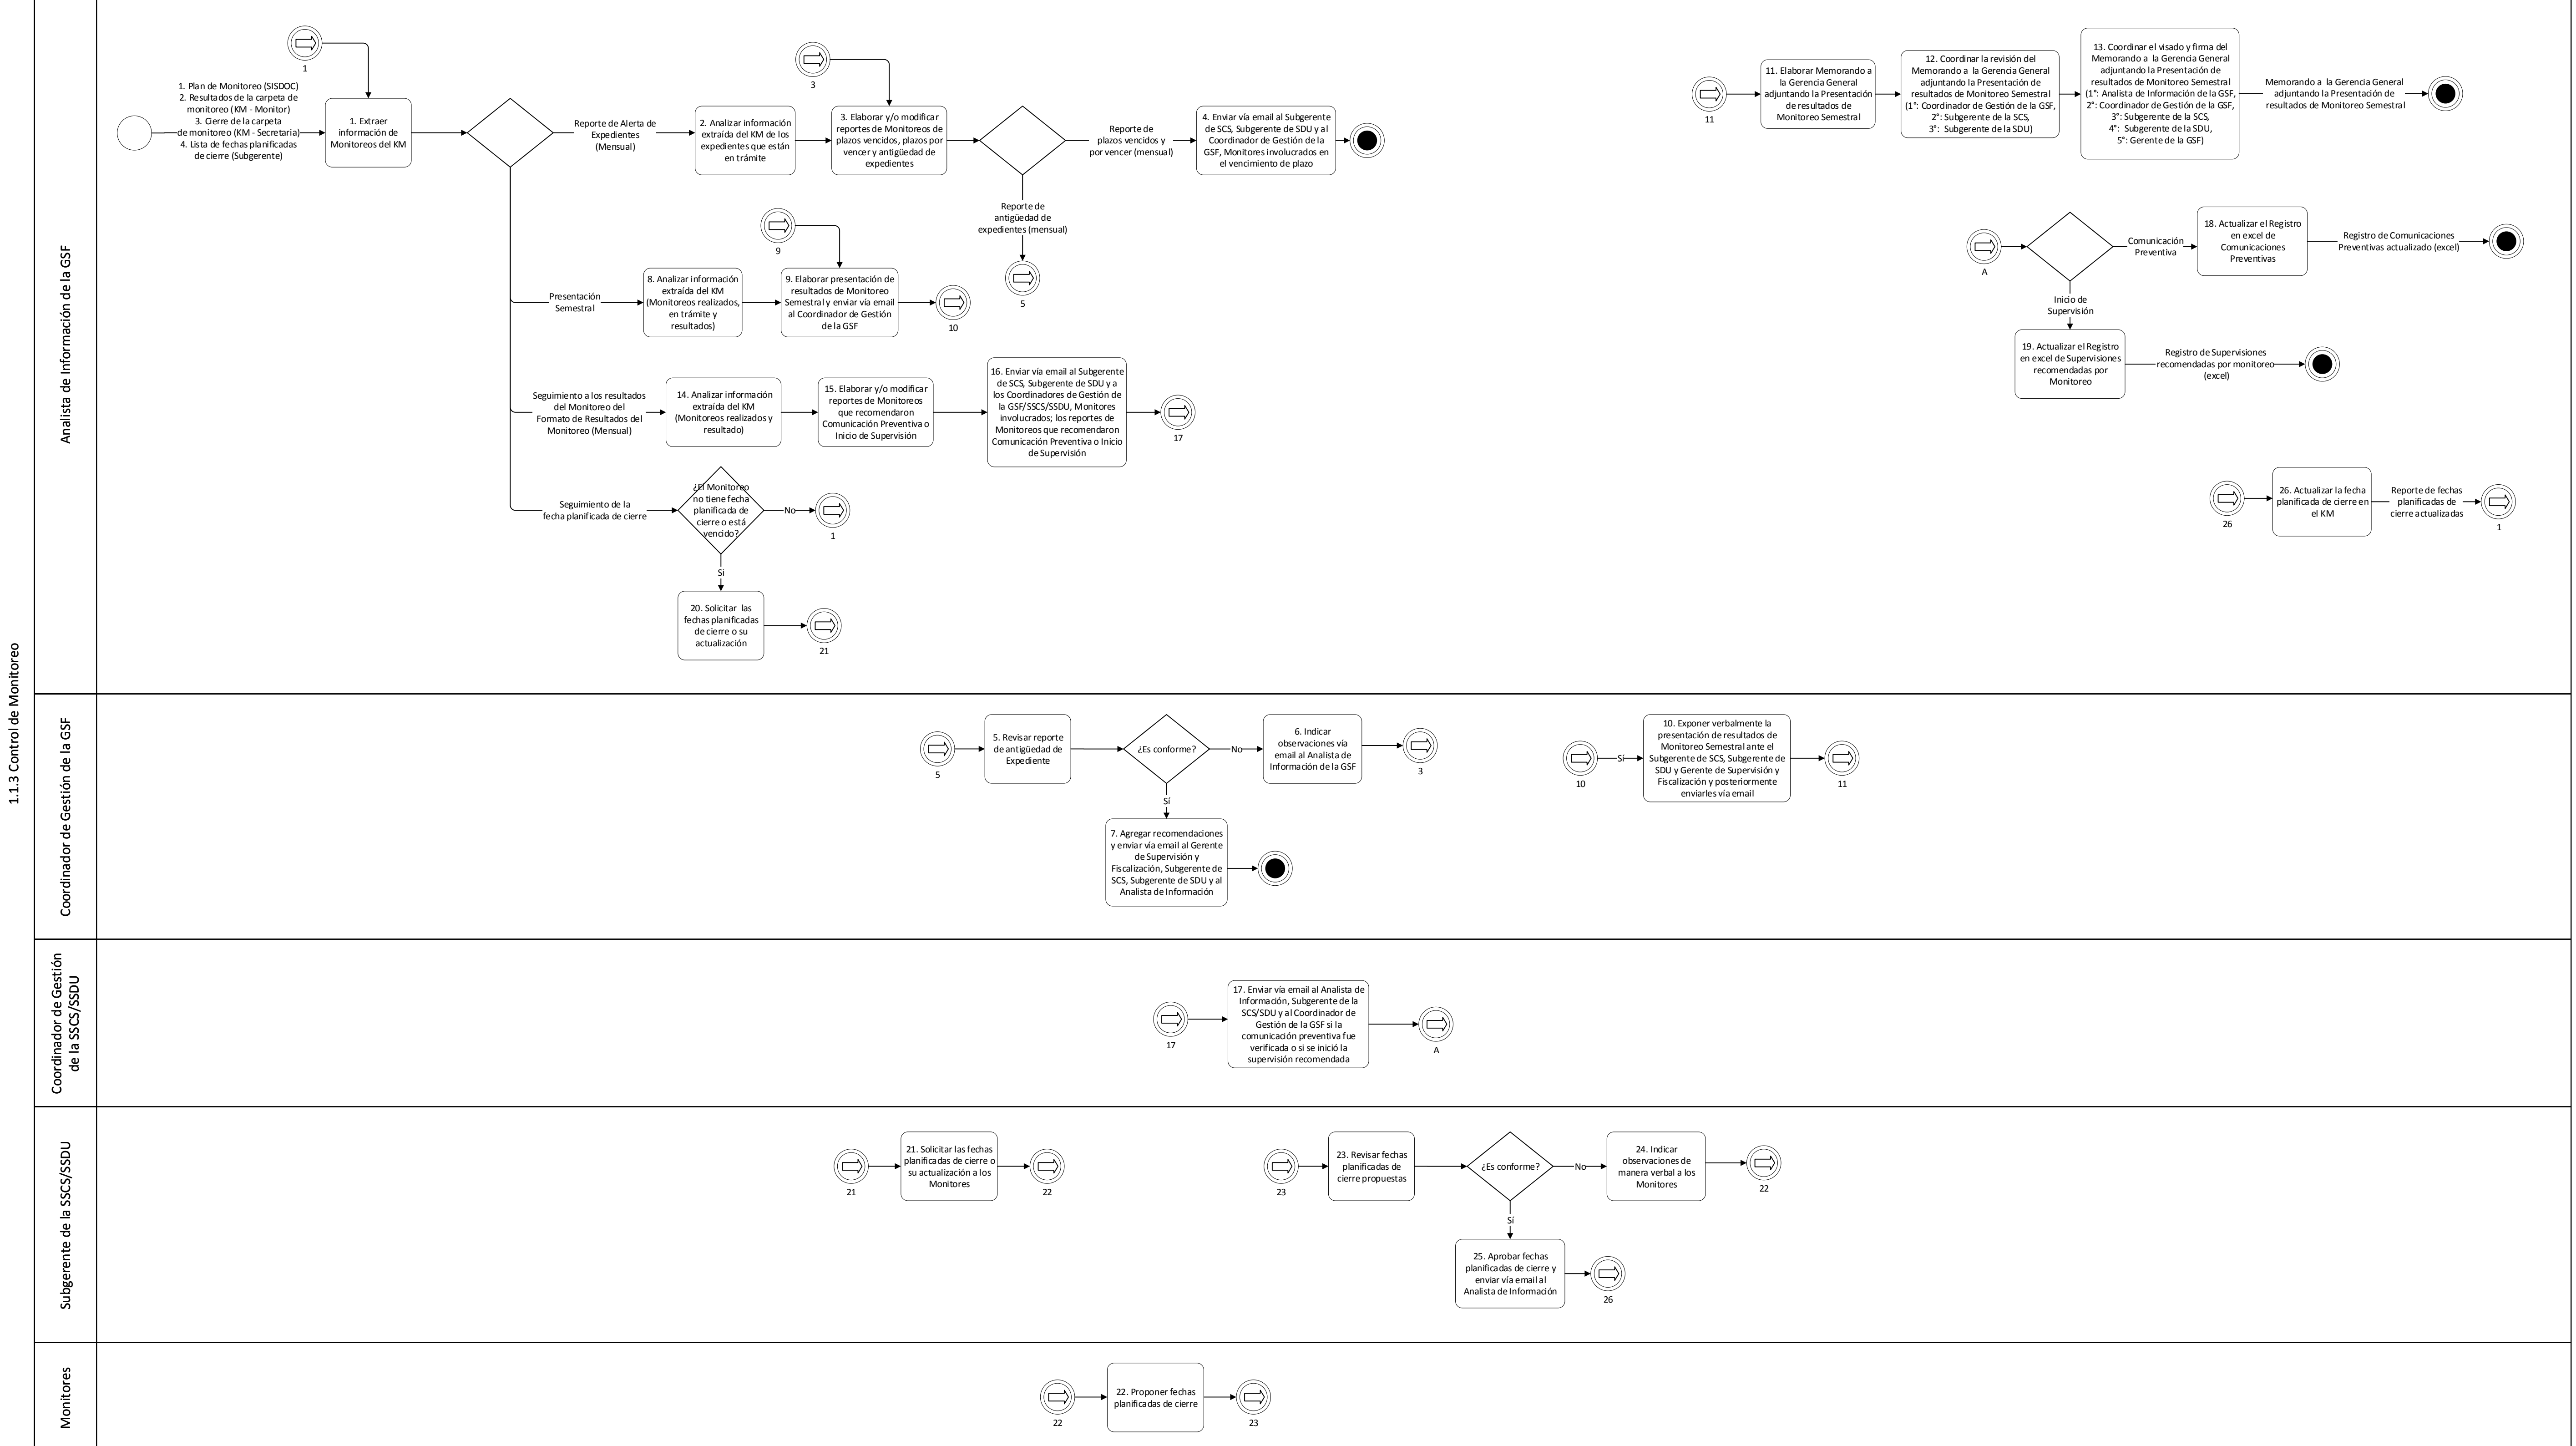 1.1.3 Control de Monitoreo
Analista de Información de la GSF
1
1. Plan de Monitoreo (SISDOC)
2. Resultados de la carpeta de
monitoreo (KM - Monitor)
3. Cierre de la carpeta
de monitoreo (KM - Secretaria)
4. Lista de fechas planificadas
de cierre (Subgerente)
1. Extraer
información de
Monitoreos del KM
Reporte de Alerta de
Expedientes
(Mensual)
2. Analizar información
extraída del KM de los
expedientes que están
en trámite
3
3. Elaborar y/o modificar
reportes de Monitoreos de
plazos vencidos, plazos por
vencer y antigüedad de
expedientes
Reporte de
plazos vencidos y
por vencer (mensual)
4. Enviar vía email al Subgerente
de SCS, Subgerente de SDU y al
Coordinador de Gestión de la
GSF, Monitores involucrados en
el vencimiento de plazo
Reporte de
antigüedad de
expedientes (mensual)
5
11
11. Elaborar Memorando a
la Gerencia General
adjuntando la Presentación
de resultados de
Monitoreo Semestral
12. Coordinar la revisión del
Memorando a la Gerencia General
adjuntando la Presentación de
resultados de Monitoreo Semestral
(1°: Coordinador de Gestión de la GSF,
2°: Subgerente de la SCS,
3°: Subgerente de la SDU)
13. Coordinar el visado y firma del
Memorando a la Gerencia General
adjuntando la Presentación de
resultados de Monitoreo Semestral
(1°: Analista de Información de la GSF,
2°: Coordinador de Gestión de la GSF,
3°: Subgerente de la SCS,
4°: Subgerente de la SDU,
5°: Gerente de la GSF)
Memorando a la Gerencia General
adjuntando la Presentación de
resultados de Monitoreo Semestral
Presentación
Semestral
8. Analizar información
extraída del KM
(Monitoreos realizados,
en trámite y
resultados)
9
9. Elaborar presentación de
resultados de Monitoreo
Semestral y enviar vía email
al Coordinador de Gestión
de la GSF
10
A
Comunicación
Preventiva
18. Actualizar el Registro
en excel de
Comunicaciones
Preventivas
Registro de Comunicaciones
Preventivas actualizado (excel)
Inicio de
Supervisión
19. Actualizar el Registro
en excel de Supervisiones
recomendadas por
Monitoreo
Registro de Supervisiones
recomendadas por monitoreo
(excel)
Seguimiento a los resultados
del Monitoreo del
Formato de Resultados del
Monitoreo (Mensual)
14. Analizar información
extraída del KM
(Monitoreos realizados y
resultado)
15. Elaborar y/o modificar
reportes de Monitoreos
que recomendaron
Comunicación Preventiva o
Inicio de Supervisión
16. Enviar vía email al Subgerente
de SCS, Subgerente de SDU y a
los Coordinadores de Gestión de
la GSF/SSCS/SSDU, Monitores
involucrados; los reportes de
Monitoreos que recomendaron
Comunicación Preventiva o Inicio
de Supervisión
17
Seguimiento de la
fecha planificada de cierre
¿El Monitoreo
no tiene fecha
planificada de
cierre o está
vencido?
No
1
Si
20. Solicitar las
fechas planificadas
de cierre o su
actualización
21
26
26. Actualizar la fecha
planificada de cierre en
el KM
Reporte de fechas
planificadas de
cierre actualizadas
1
Coordinador de Gestión de la GSF
5
5. Revisar reporte
de antigüedad de
Expediente
¿Es conforme?
No
6. Indicar
observaciones vía
email al Analista de
Información de la GSF
3
Sí
7. Agregar recomendaciones
y enviar vía email al Gerente
de Supervisión y
Fiscalización, Subgerente de
SCS, Subgerente de SDU y al
Analista de Información
10
Sí
10. Exponer verbalmente la
presentación de resultados de
Monitoreo Semestral ante el
Subgerente de SCS, Subgerente de
SDU y Gerente de Supervisión y
Fiscalización y posteriormente
enviarles vía email
11
Coordinador de Gestión
de la SSCS/SSDU
17
17. Enviar vía email al Analista de
Información, Subgerente de la
SCS/SDU y al Coordinador de
Gestión de la GSF si la
comunicación preventiva fue
verificada o si se inició la
supervisión recomendada
A
Subgerente de la SSCS/SSDU
21
21. Solicitar las fechas
planificadas de cierre o
su actualización a los
Monitores
22
23
23. Revisar fechas
planificadas de
cierre propuestas
¿Es conforme?
No
24. Indicar
observaciones de
manera verbal a los
Monitores
22
Sí
25. Aprobar fechas
planificadas de cierre y
enviar vía email al
Analista de Información
26
Monitores
22
22. Proponer fechas
planificadas de cierre
23